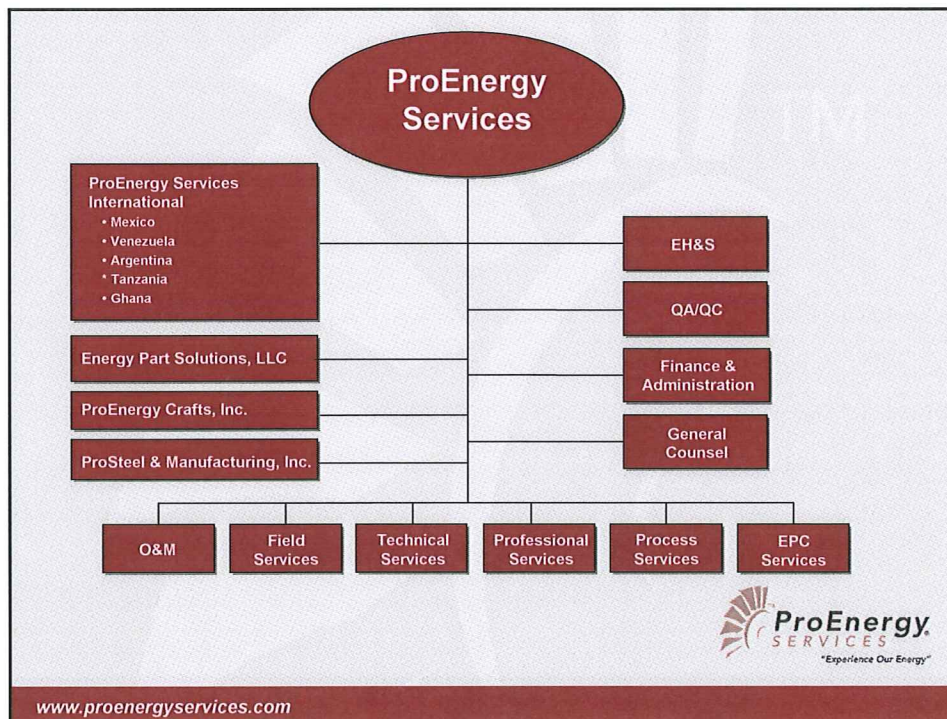 ProEnergy
Services
ProEnergy Services
International
• Mexico
• Venezuela
• Argentina
* Tanzania
• Ghana
Energy Part Solutions, LLC
ProEnergy Crafts, Inc.
ProSteel & Manufacturing, Inc.
EH&S
QA/QC
Finance &
Administration
General
Counsel
O&M
Field
Services
Technical
Services
Professional
Services
Process
Services
EPC
Services
ProEnergy®
SERVICES
"Experience Our Energy"
www.proenergyservices.com